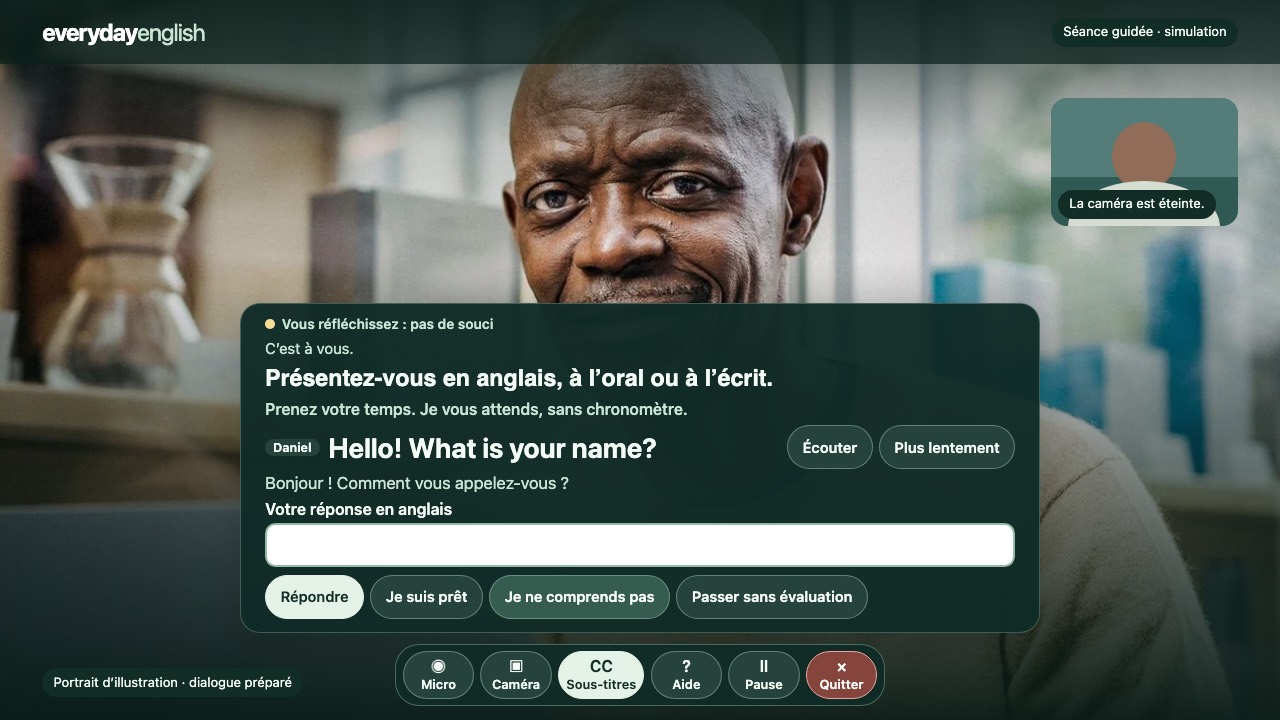 everydayenglish
Séance guidée · simulation
La caméra est éteinte.
Vous réfléchissez : pas de souci
C’est à vous.
Présentez-vous en anglais, à l’oral ou à l’écrit.
Prenez votre temps. Je vous attends, sans chronomètre.
Daniel Hello! What is your name? Écouter Plus lentement
Bonjour ! Comment vous appelez-vous ?
Votre réponse en anglais
Répondre Je suis prêt Je ne comprends pas Passer sans évaluation
CC
?
Micro Caméra Sous-titres Aide Pause Quitter
Portrait d’illustration · dialogue préparé